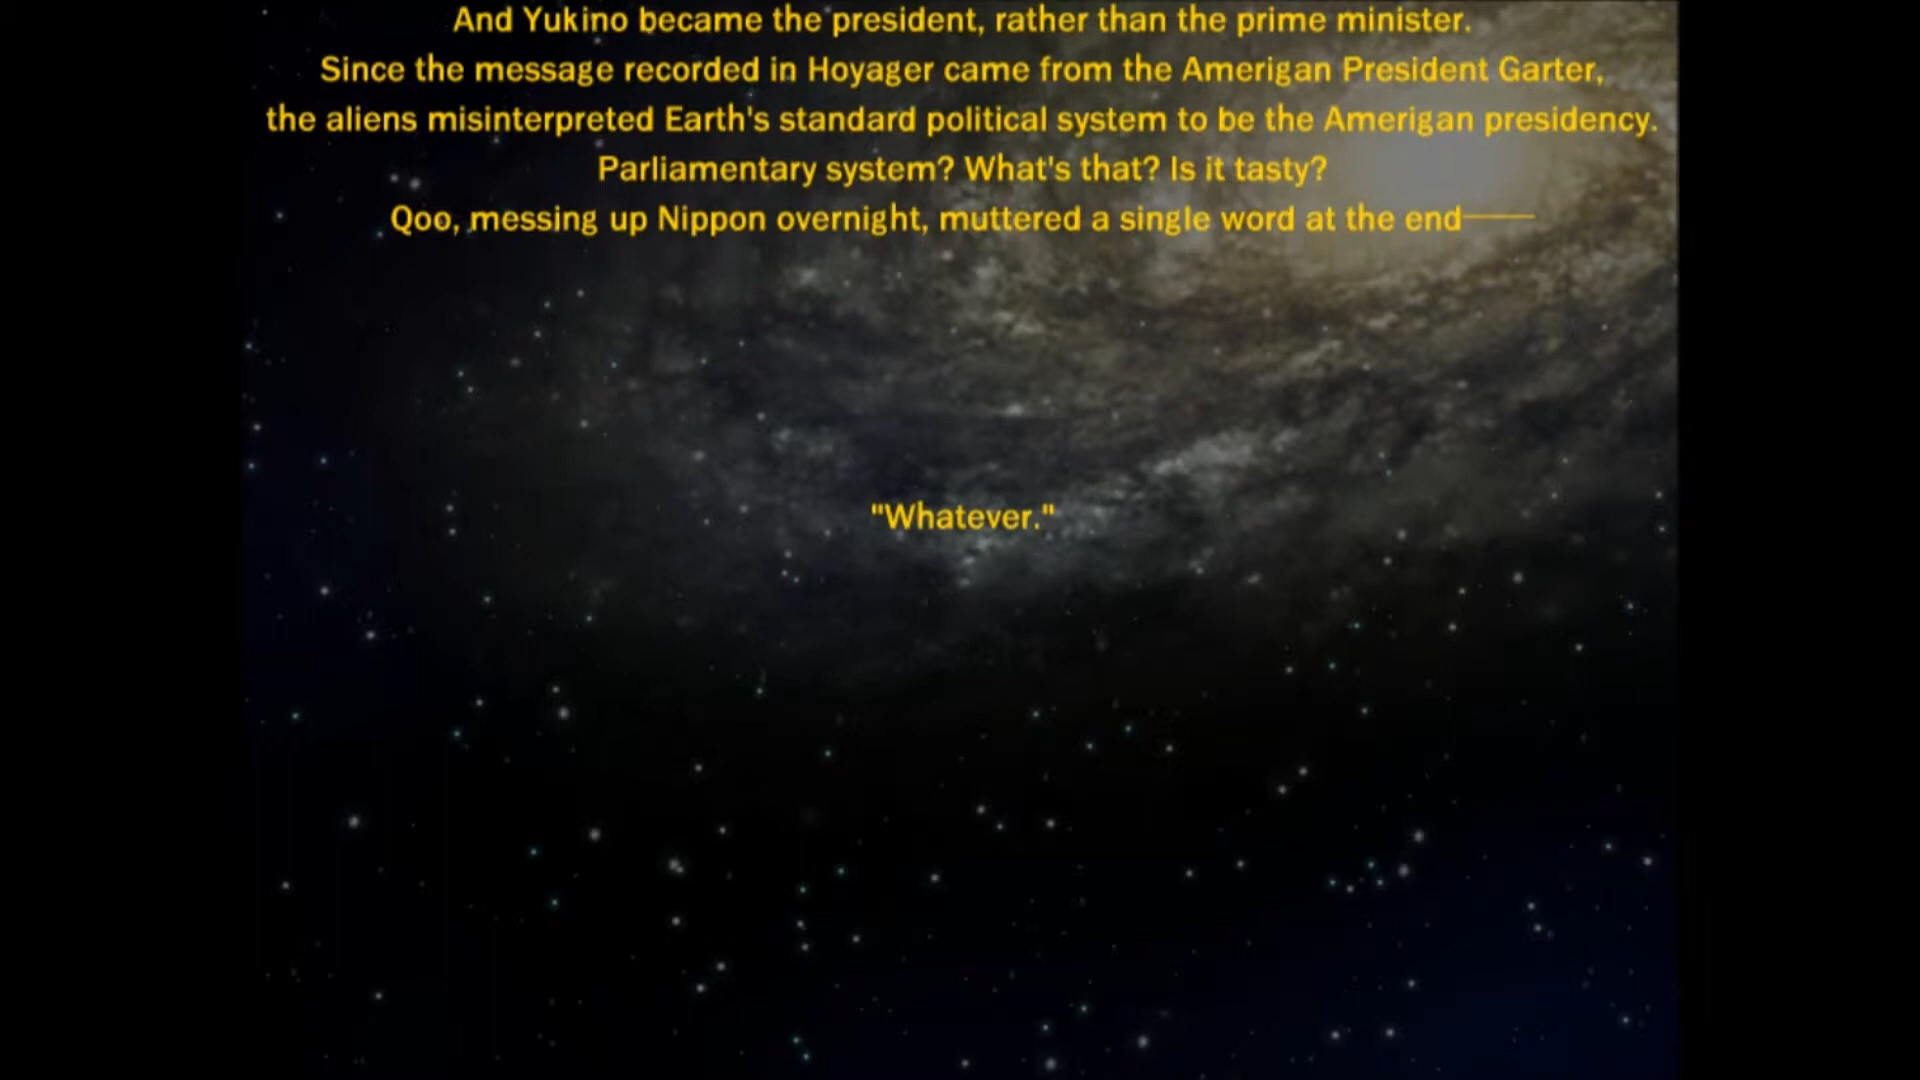 And Yukino became the president, rather than the prime minister.
Since the message recorded in Hoyager came from the Amerigan President Garter,
the aliens misinterpreted Earth's standard political system to be the Amerigan presidency.
Parliamentary system? What's that? Is it tasty?
Qoo, messing up Nippon overnight, muttered a single word at the end——
"Whatever."